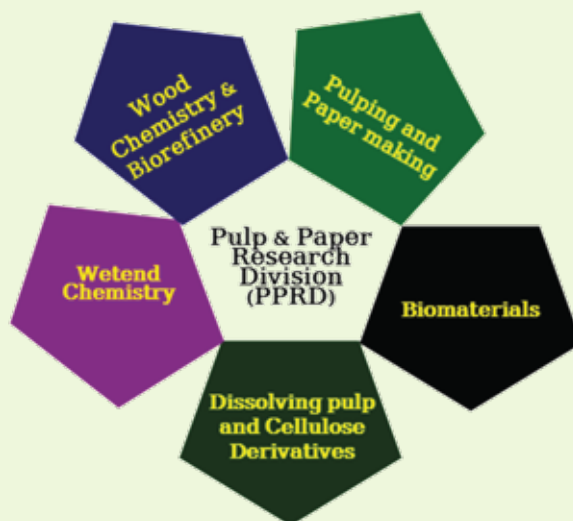 Wood
Chemistry &
Biorefinery
Pulping and
Paper making
Pulp & Paper
Research
Division
(PPRD)
Wetend
Chemistry
Biomaterials
Dissolving pulp
and Cellulose
Derivatives